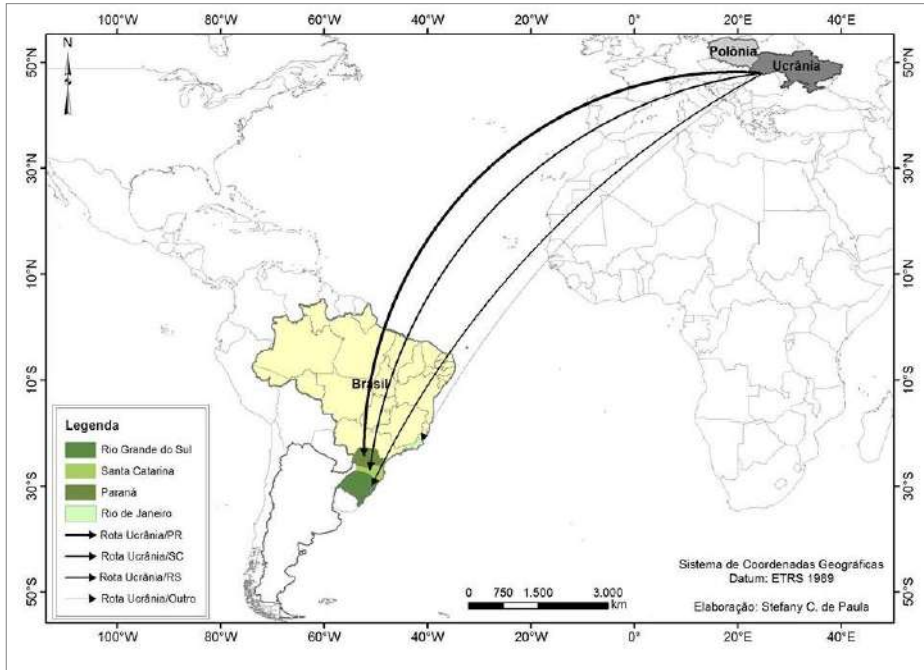 100°W 80°W 60°W 40°W 20°W 0° 20°E 40°E
N
50°N
30°N
10°N
10°S
30°S
50°S
Polônia
Ucrânia
50°N
30°N
10°N
10°S
30°S
50°S
Brasil
Legenda
Rio Grande do Sul
Santa Catarina
Paraná
Rio de Janeiro
Rota Ucrânia/PR
Rota Ucrânia/SC
Rota Ucrânia/RS
Rota Ucrânia/Outro
0 750 1.500 3.000
km
Sistema de Coordenadas Geográficas
Datum: ETRS 1989
Elaboração: Stefany C. de Paula
100°W 80°W 60°W 40°W 20°W 0° 20°E 40°E